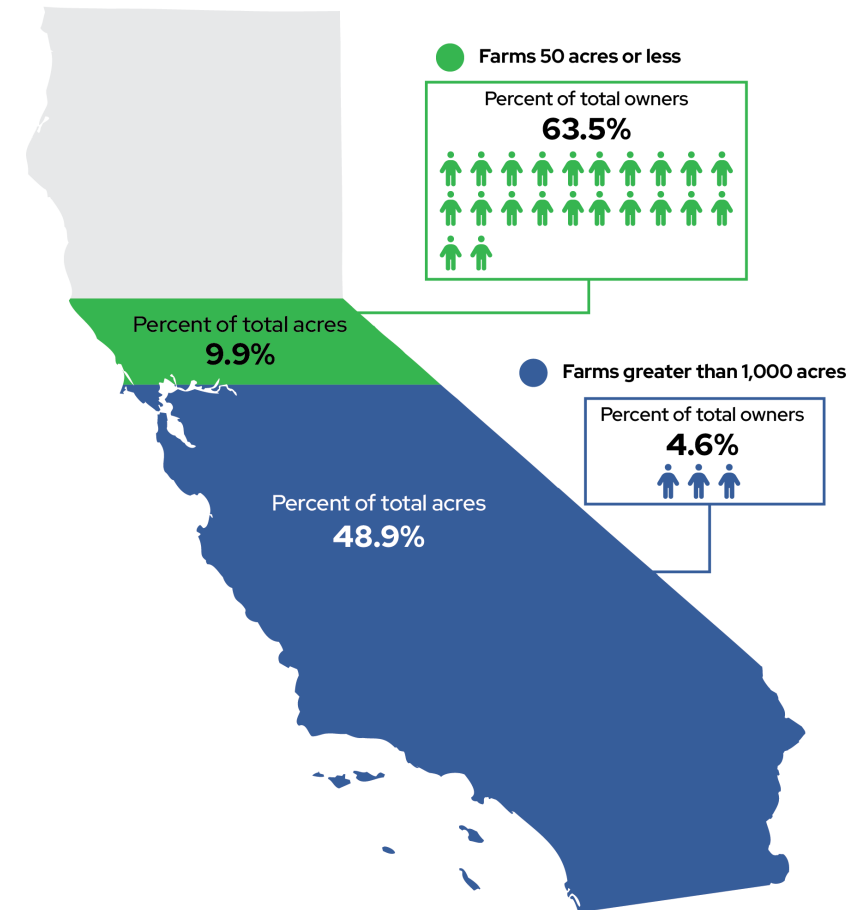 Farms 50 acres or less
Percent of total owners
63.5%
Percent of total acres
9.9%
Farms greater than 1,000 acres
Percent of total owners
4.6%
Percent of total acres
48.9%